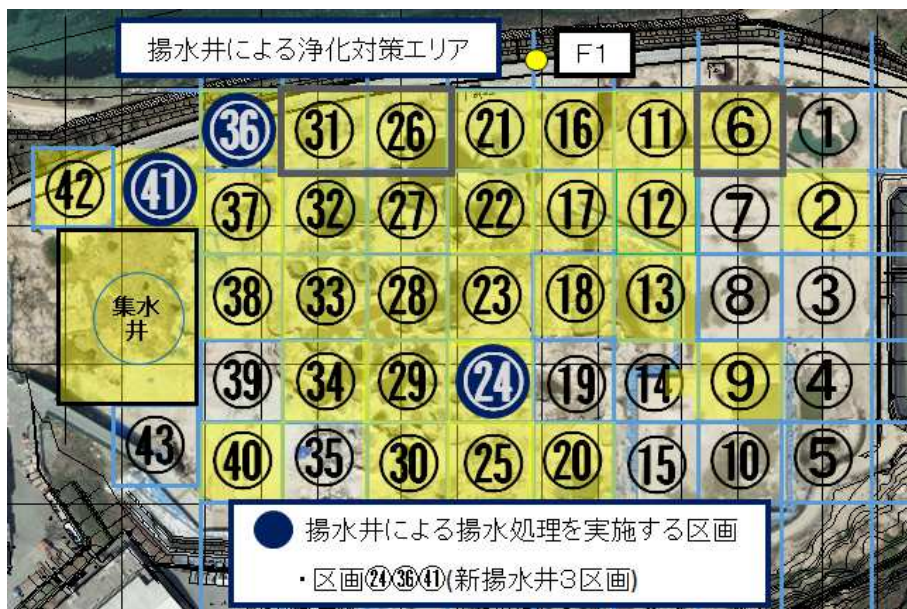 揚水井による浄化対策エリア
F1
㊱ ㉛ ㉖ ㉑ ⑯ ⑪ ⑥ ①
㊷ ㊶ ㊲ ㉜ ㉗ ㉒ ⑰ ⑫ ⑦ ②
集水
井
㊳ ㉝ ㉘ ㉓ ⑱ ⑬ ⑧ ③
㊴ ㉞ ㉙ ㉔ ⑲ ⑭ ⑨ ④
㊸ ㊵ ㉟ ㉚ ㉕ ⑳ ⑮ ⑩ ⑤
揚水井による揚水処理を実施する区画
・区画㉔㊱㊶(新揚水井3区画)